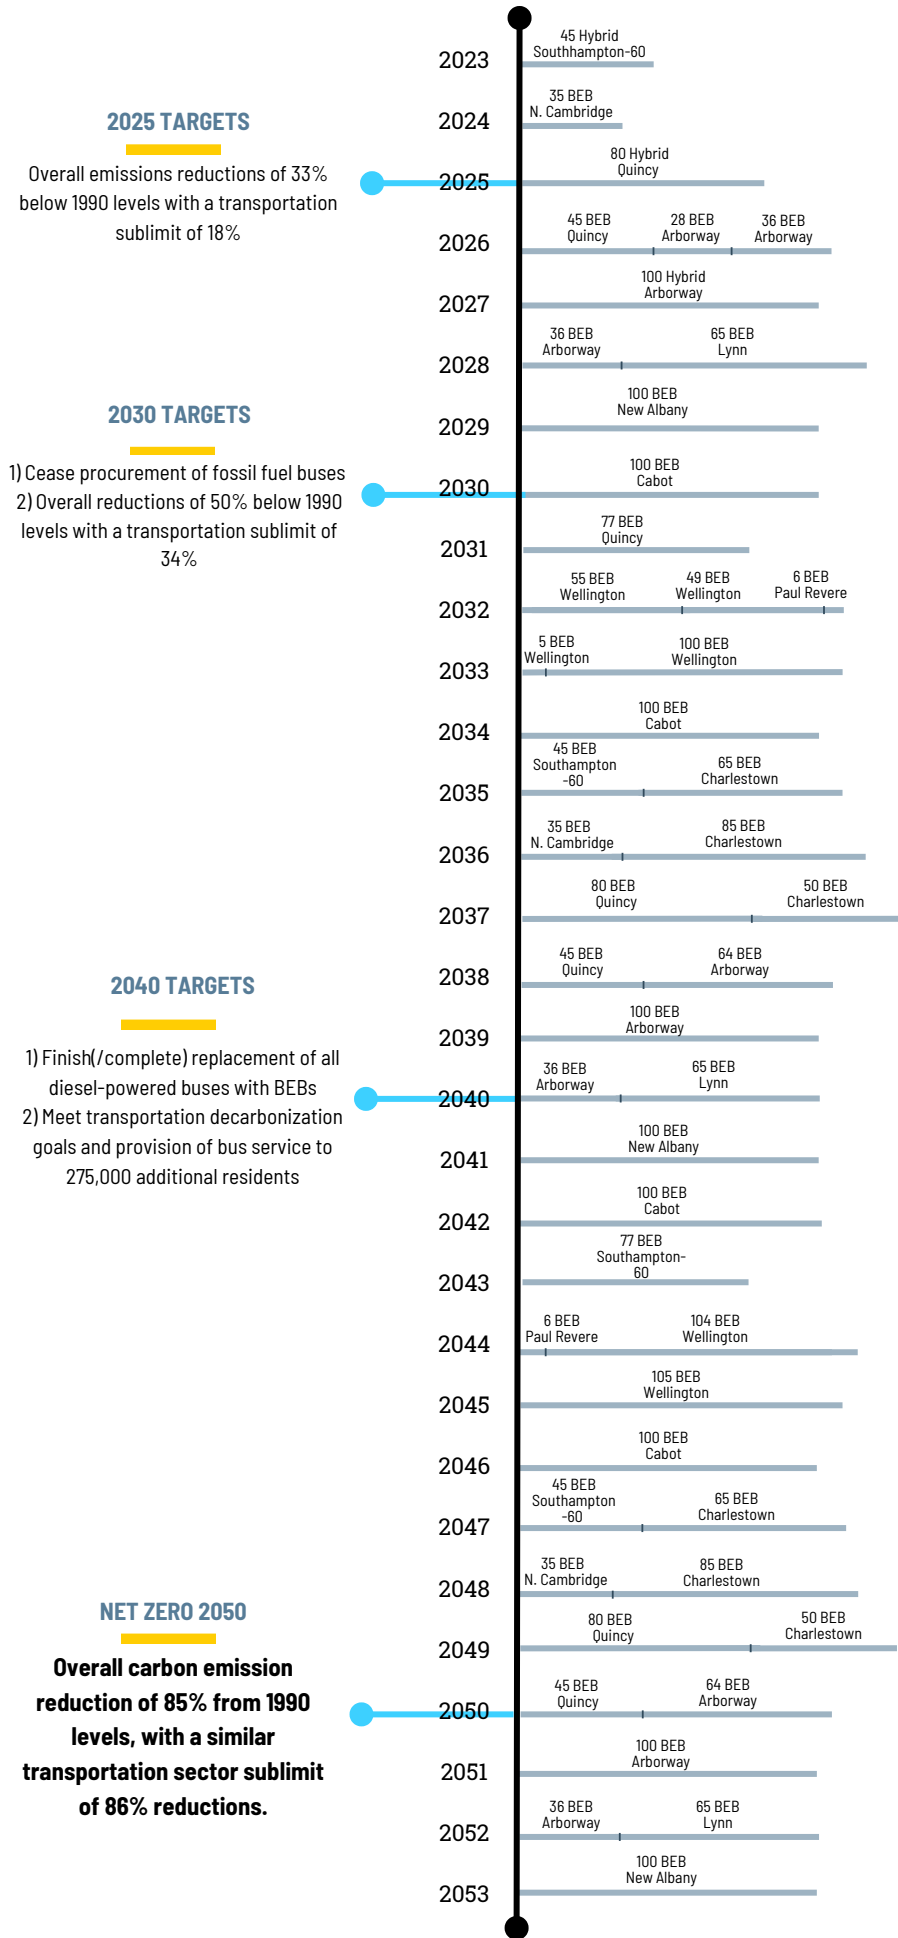 45 Hybrid
Southhampton-60
2023
35 BEB
N. Cambridge
2024
2025 TARGETS
Overall emissions reductions of 33%
below 1990 levels with a transportation
sublimit of 18%
80 Hybrid
Quincy
2025
45 BEB
Quincy
28 BEB
Arborway
36 BEB
Arborway
2026
100 Hybrid
Arborway
2027
36 BEB
Arborway
65 BEB
Lynn
2028
100 BEB
New Albany
2029
2030 TARGETS
1) Cease procurement of fossil fuel buses
2) Overall reductions of 50% below 1990
levels with a transportation sublimit of
34%
100 BEB
Cabot
2030
77 BEB
Quincy
2031
55 BEB
Wellington
49 BEB
Wellington
6 BEB
Paul Revere
2032
5 BEB
Wellington
100 BEB
Wellington
2033
100 BEB
Cabot
2034
45 BEB
Southampton
-60
65 BEB
Charlestown
2035
35 BEB
N. Cambridge
85 BEB
Charlestown
2036
80 BEB
Quincy
50 BEB
Charlestown
2037
45 BEB
Quincy
64 BEB
Arborway
2038
2040 TARGETS
1) Finish(/complete) replacement of all
diesel-powered buses with BEBs
2) Meet transportation decarbonization
goals and provision of bus service to
275,000 additional residents
100 BEB
Arborway
2039
36 BEB
Arborway
65 BEB
Lynn
2040
100 BEB
New Albany
2041
100 BEB
Cabot
2042
77 BEB
Southampton-
60
2043
6 BEB
Paul Revere
104 BEB
Wellington
2044
105 BEB
Wellington
2045
100 BEB
Cabot
2046
45 BEB
Southampton
-60
65 BEB
Charlestown
2047
35 BEB
N. Cambridge
85 BEB
Charlestown
2048
NET ZERO 2050
Overall carbon emission
reduction of 85% from 1990
levels, with a similar
transportation sector sublimit
of 86% reductions.
80 BEB
Quincy
50 BEB
Charlestown
2049
45 BEB
Quincy
64 BEB
Arborway
2050
100 BEB
Arborway
2051
36 BEB
Arborway
65 BEB
Lynn
2052
100 BEB
New Albany
2053